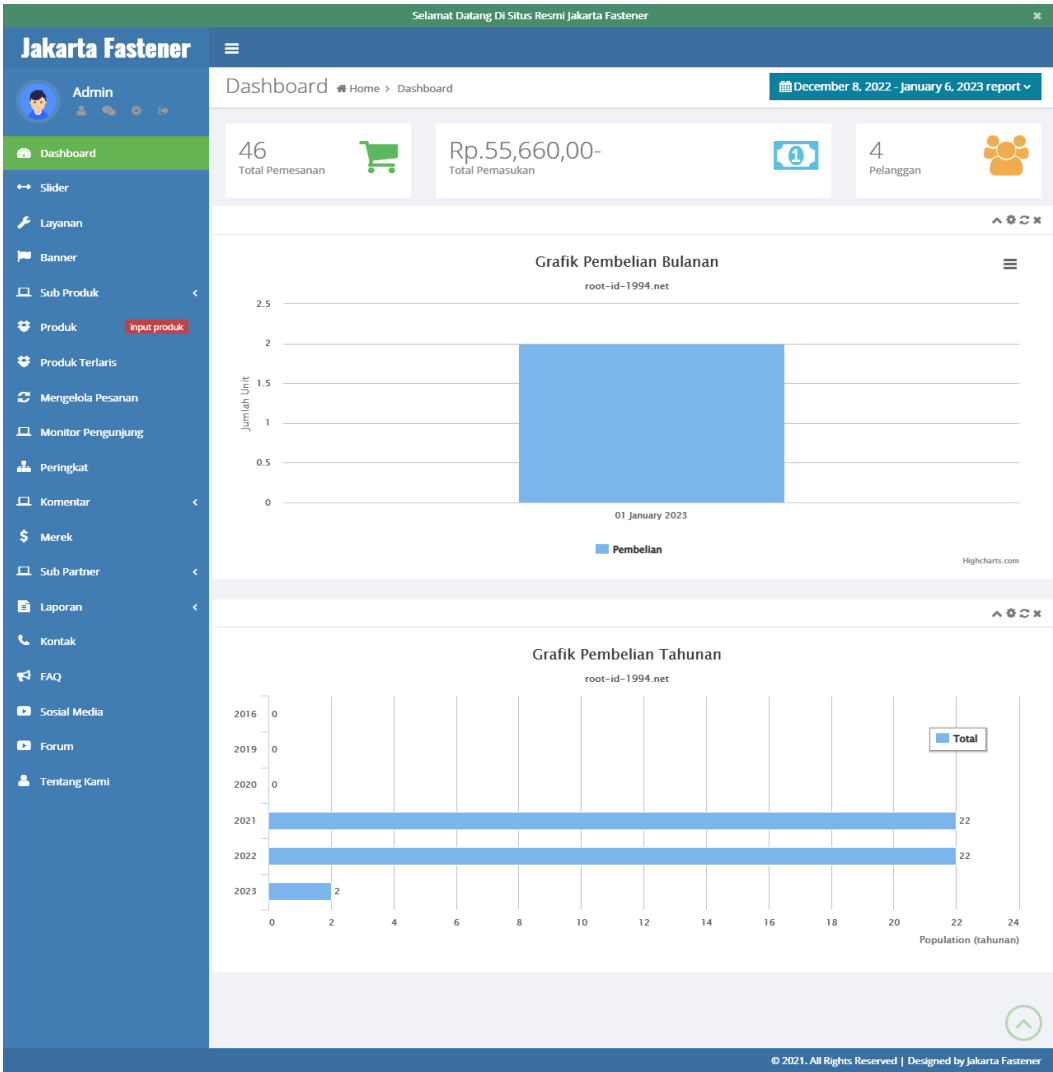 Selamat Datang Di Situs Resmi Jakarta Fastener
Jakarta Fastener
Admin
Dashboard
Slider
Layanan
Banner
Sub Produk
Produk input produk
Produk Terlaris
Mengelola Pesanan
Monitor Pengunjung
Peringkat
Komentar
Merek
Sub Partner
Laporan
Kontak
FAQ
Sosial Media
Forum
Tentang Kami
Dashboard Home > Dashboard
December 8, 2022 - January 6, 2023 report
46
Total Pemesanan
Rp.55,660,00-
Total Pemasukan
1
4
Pelanggan
Grafik Pembelian Bulanan
root-id-1994.net
2.5
2
1.5
1
0.5
0
Jumlah Unit
01 January 2023
Pembelian
Highcharts.com
Grafik Pembelian Tahunan
root-id-1994.net
2016 0
Total
2019 0
2020 0
2021 22
2022 22
2023 2
0 2 4 6 8 10 12 14 16 18 20 22 24
Population (tahunan)
© 2021. All Rights Reserved | Designed by Jakarta Fastener